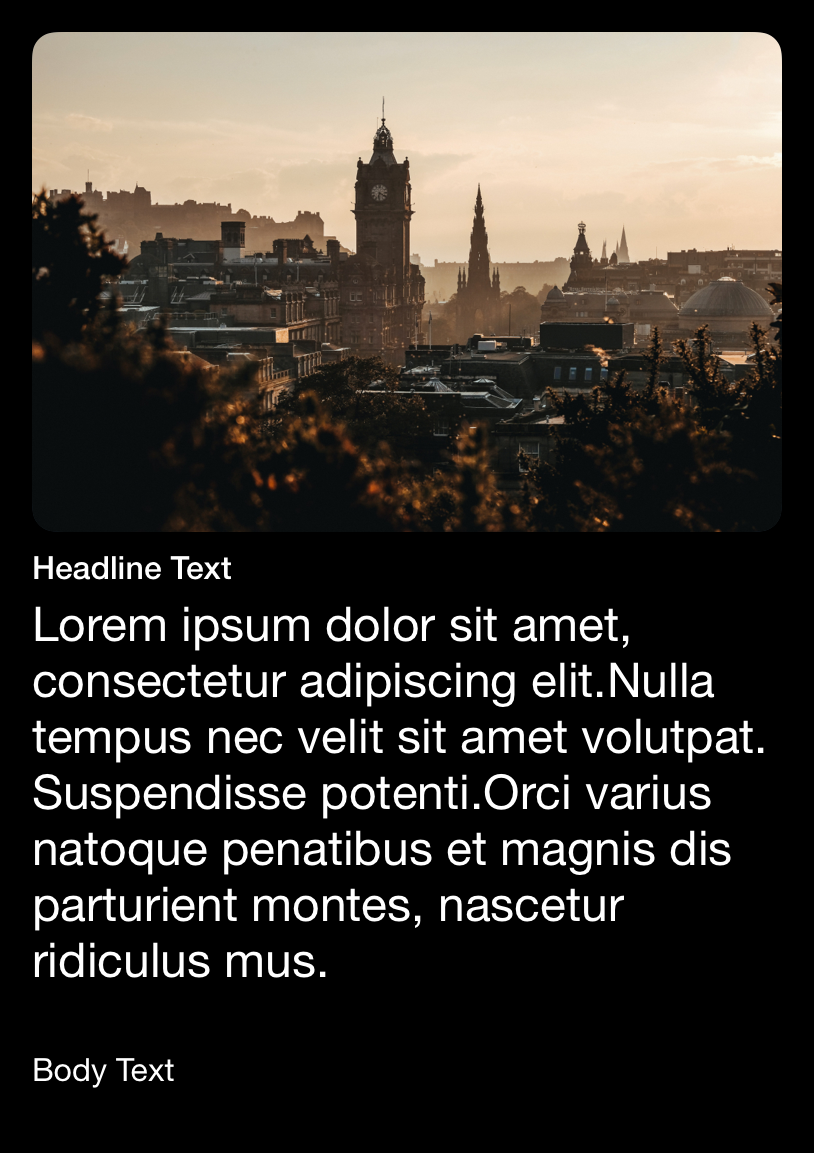 Headline Text
Lorem ipsum dolor sit amet,
consectetur adipiscing elit.Nulla
tempus nec velit sit amet volutpat.
Suspendisse potenti.Orci varius
natoque penatibus et magnis dis
parturient montes, nascetur
ridiculus mus.
Body Text